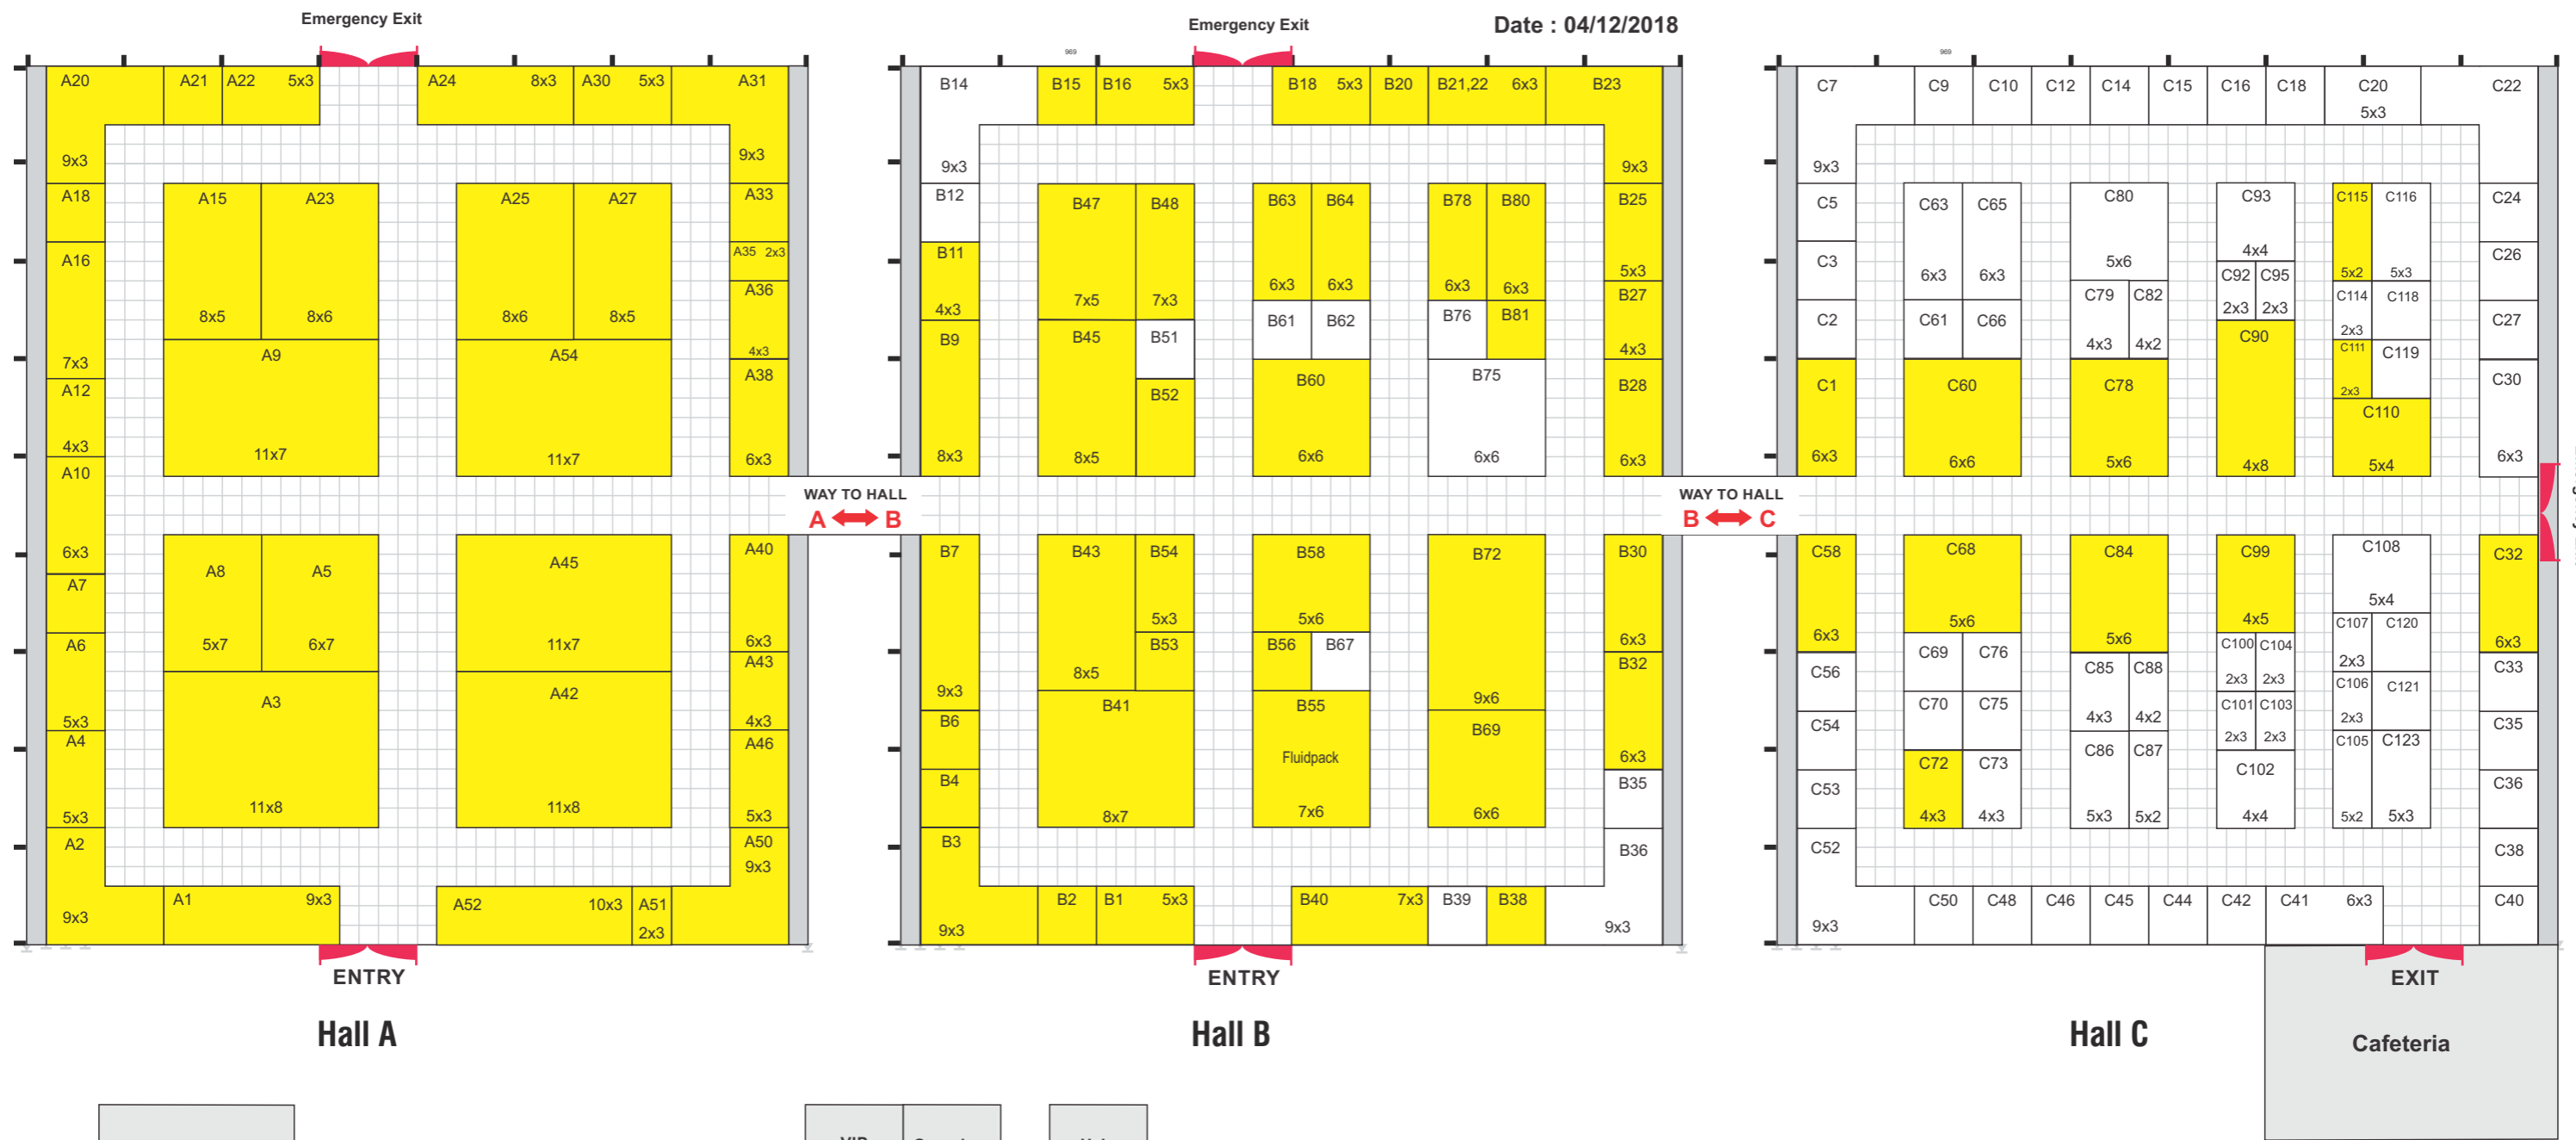 Emergency Exit
Emergency Exit
Date : 04/12/2018
969
969
A20
A21
A22 5x3
A24 8x3
A30 5x3
A31
9x3
9x3
A18
A15
A23
A25
A27
A33
A16
A35 2x3
A36
8x5
8x6
8x6
8x5
7x3
A9
A54
4x3
A12
A38
4x3
11x7
11x7
6x3
A10
6x3
A8
A5
A45
A40
A7
5x7
6x7
11x7
6x3
A6
A3
A42
A43
5x3
4x3
A4
A46
5x3
11x8
11x8
5x3
A2
A50
9x3
9x3
A1 9x3
A52 10x3
A51
2x3
WAY TO HALL
A B
B14
B15
B16 5x3
B18 5x3
B20
B21,22 6x3
B23
9x3
9x3
B12
B47
B48
B63
B64
B78
B80
B25
B11
6x3
6x3
6x3
6x3
5x3
4x3
7x5
7x3
B27
B9
B45
B51
B61
B62
B76
B81
4x3
B52
B60
B75
B28
8x3
8x5
6x6
6x6
6x3
B7
B43
B54
B58
B72
B30
5x3
5x6
6x3
B53
B56
B67
B32
9x3
8x5
9x6
B6
B41
B55
B69
Fluidpack
6x3
B4
8x7
7x6
6x6
B35
B3
B36
9x3
B2
B1 5x3
B40 7x3
B39
B38
9x3
WAY TO HALL
B C
C7
C9
C10
C12
C14
C15
C16
C18
C20
5x3
C22
9x3
C5
C63
C65
C80
C93
C115
C116
C24
C3
6x3
6x3
5x6
4x4
5x2
5x3
C26
C92
C95
2x3
2x3
C2
C61
C66
C79
C82
C114
C118
C27
4x3
4x2
2x3
C90
C111
C119
2x3
C1
C60
C78
C110
C30
6x3
6x6
5x6
4x8
5x4
6x3
C58
C68
C84
C99
C108
C32
6x3
5x6
5x6
4x5
5x4
6x3
C56
C69
C76
C85
C88
C100
C104
C107
C120
C33
2x3
2x3
2x3
C54
C70
C75
4x3
4x2
C101
C103
C106
C121
C35
2x3
2x3
2x3
C53
C72
C73
C86
C87
C102
C105
C123
C36
4x3
4x3
5x3
5x2
4x4
5x2
5x3
C52
C38
9x3
C50
C48
C46
C45
C44
C42
C41 6x3
C40
ENTRY
ENTRY
EXIT
Hall A
Hall B
Hall C
Cafeteria